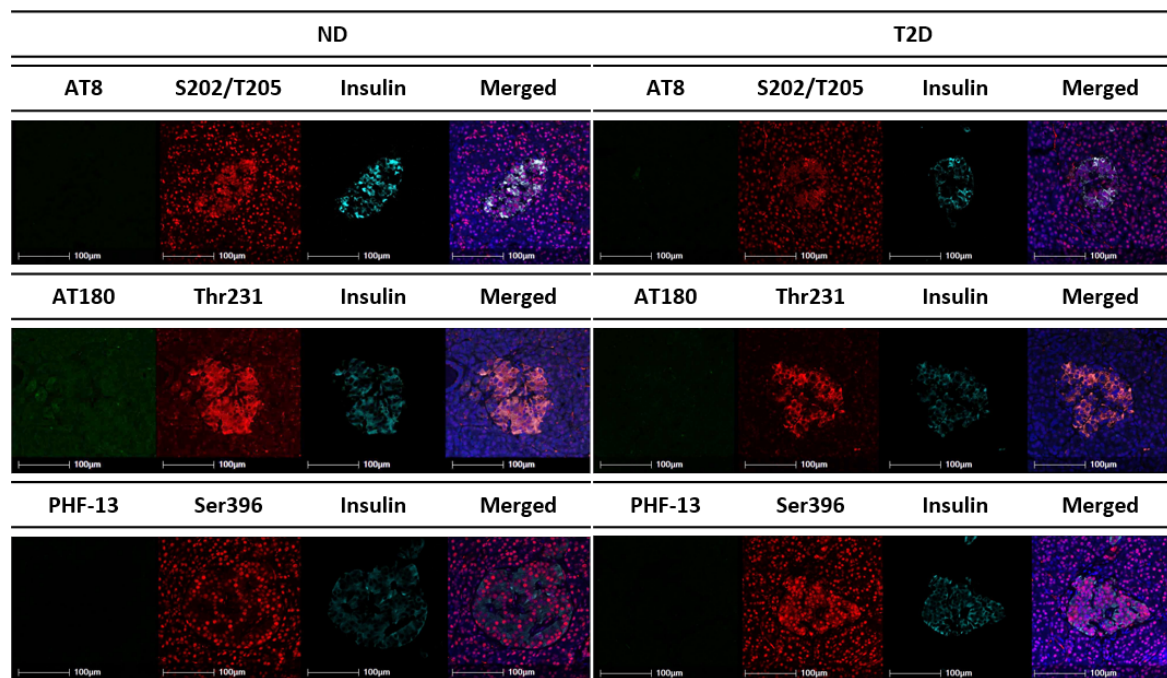 ND T2D
AT8 S202/T205 Insulin Merged AT8 S202/T205 Insulin Merged
100µm 100µm 100µm 100µm 100µm 100µm 100µm 100µm
AT180 Thr231 Insulin Merged AT180 Thr231 Insulin Merged
100µm 100µm 100µm 100µm 100µm 100µm 100µm 100µm
PHF-13 Ser396 Insulin Merged PHF-13 Ser396 Insulin Merged
100µm 100µm 100µm 100µm 100µm 100µm 100µm 100µm